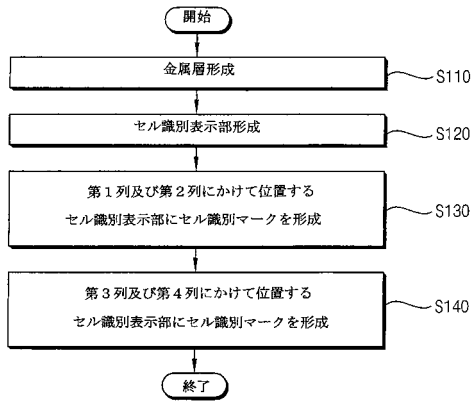 開始
金属層形成
S110
セル識別表示部形成
S120
第1列及び第2列にかけて位置する
セル識別表示部にセル識別マークを形成
S130
第3列及び第4列にかけて位置する
セル識別表示部にセル識別マークを形成
S140
終了